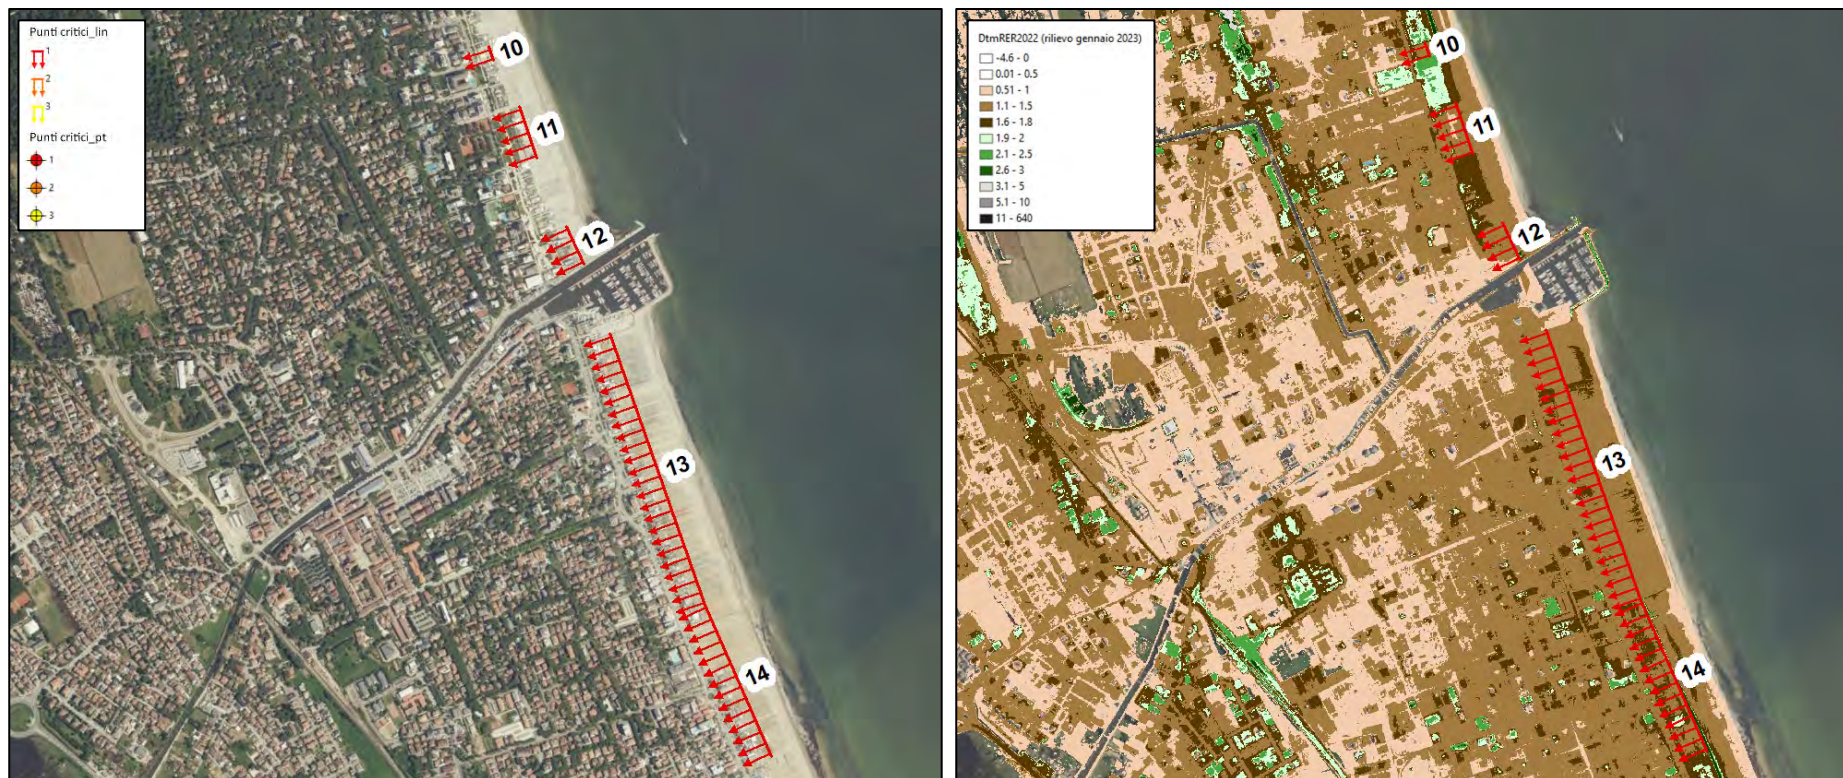 Punti critici_lin
1
2
3
Punti critici_pt
1
2
3
10
11
12
13
14
DtmRER2022 (rilievo gennaio 2023)
-4.6 - 0
0.01 - 0.5
0.51 - 1
1.1 - 1.5
1.6 - 1.8
1.9 - 2
2.1 - 2.5
2.6 - 3
3.1 - 5
5.1 - 10
11 - 640
10
11
12
13
14